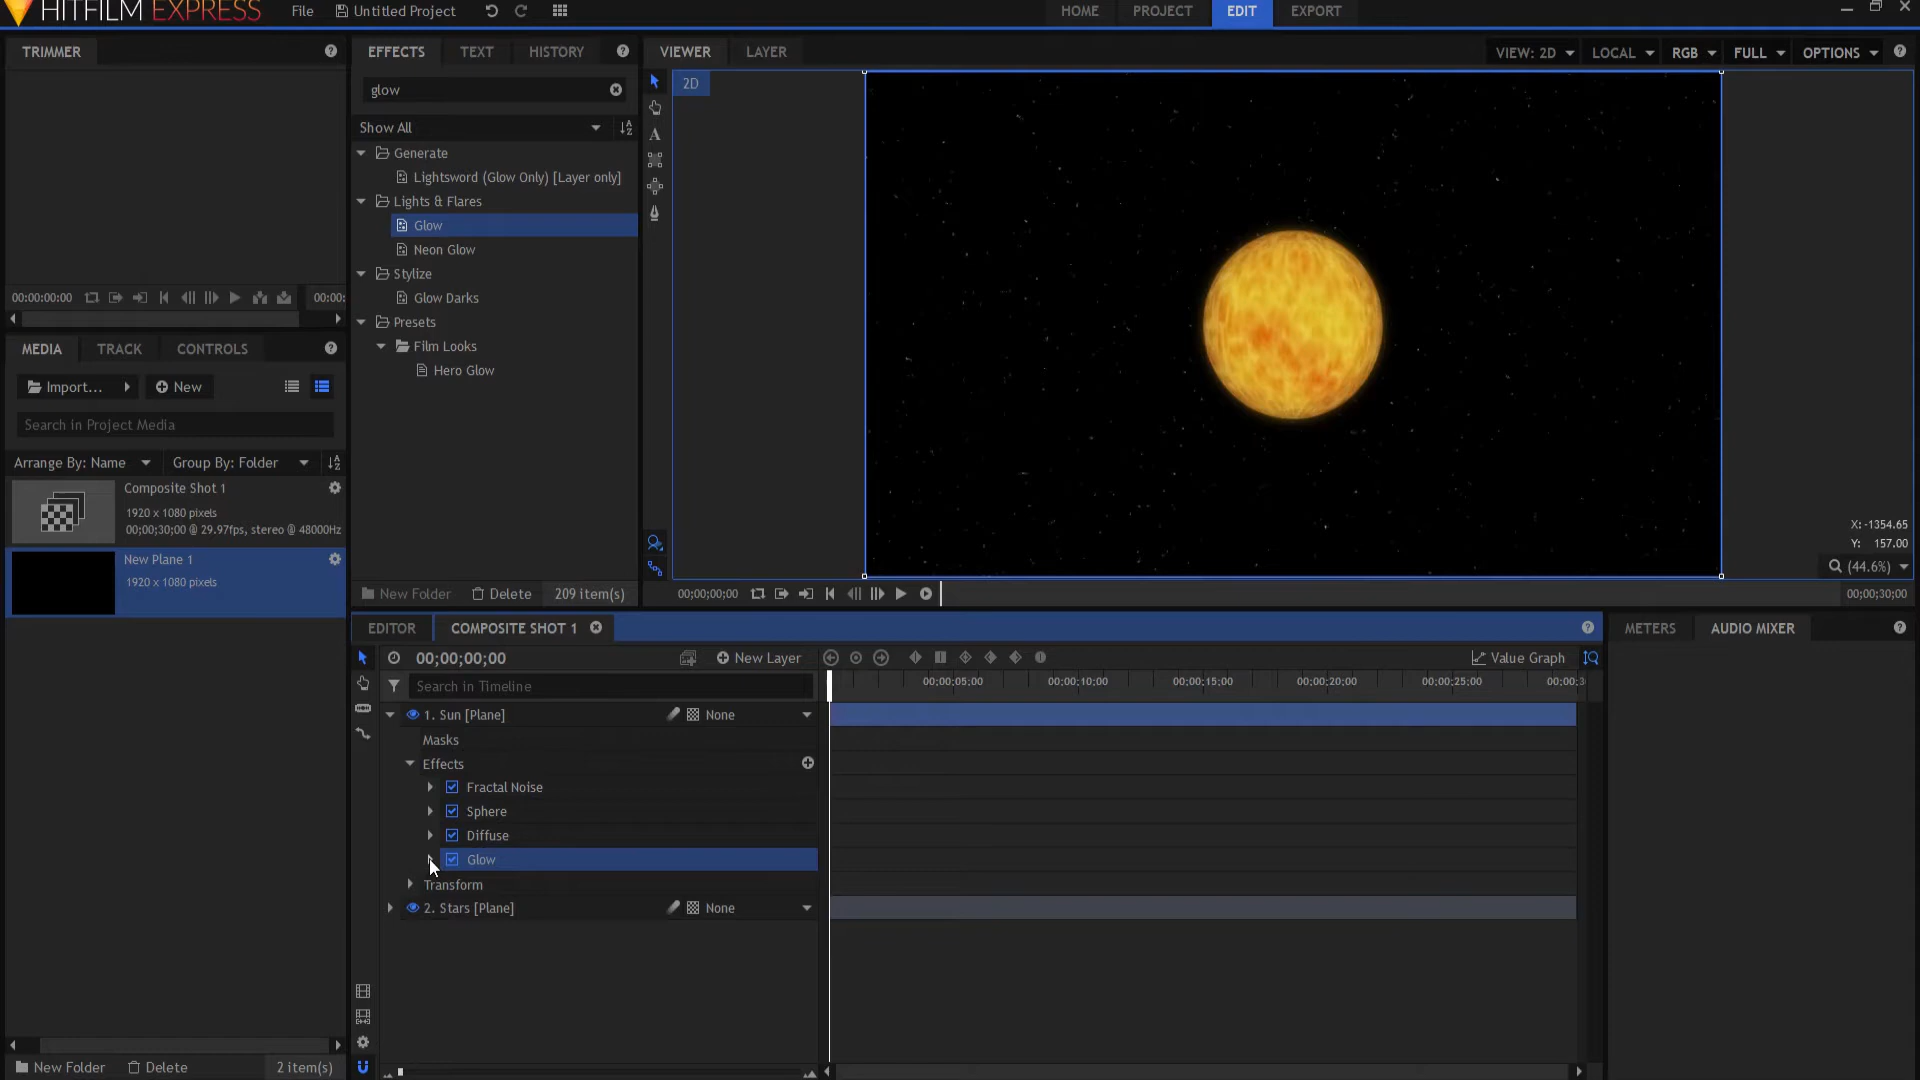 HITFILM EXPRESS
File
Untitled Project
HOME
PROJECT
EDIT
EXPORT
TRIMMER
EFFECTS
TEXT
HISTORY
VIEWER
LAYER
VIEW: 2D
LOCAL
RGB
FULL
OPTIONS
glow
Show All
Generate
Lightsword (Glow Only) [Layer only]
Lights & Flares
Glow
Neon Glow
Stylize
Glow Darks
Presets
Film Looks
Hero Glow
New Folder
Delete
209 item(s)
2D
X: -1354.65
Y: 157.00
(44.6%)
00;00;00;00
00;00;30;00
00:00:00:00
00:00:
MEDIA
TRACK
CONTROLS
Import...
New
Search in Project Media
Arrange By: Name
Group By: Folder
Composite Shot 1
1920 x 1080 pixels
00;00;30;00 @ 29.97fps, stereo @ 48000Hz
New Plane 1
1920 x 1080 pixels
New Folder
Delete
2 item(s)
EDITOR
COMPOSITE SHOT 1
00;00;00;00
New Layer
Value Graph
Search in Timeline
00;00;05;00
00;00;10;00
00;00;15;00
00;00;20;00
00;00;25;00
00;00;3
1. Sun [Plane]
None
Masks
Effects
Fractal Noise
Sphere
Diffuse
Glow
Transform
2. Stars [Plane]
None
METERS
AUDIO MIXER